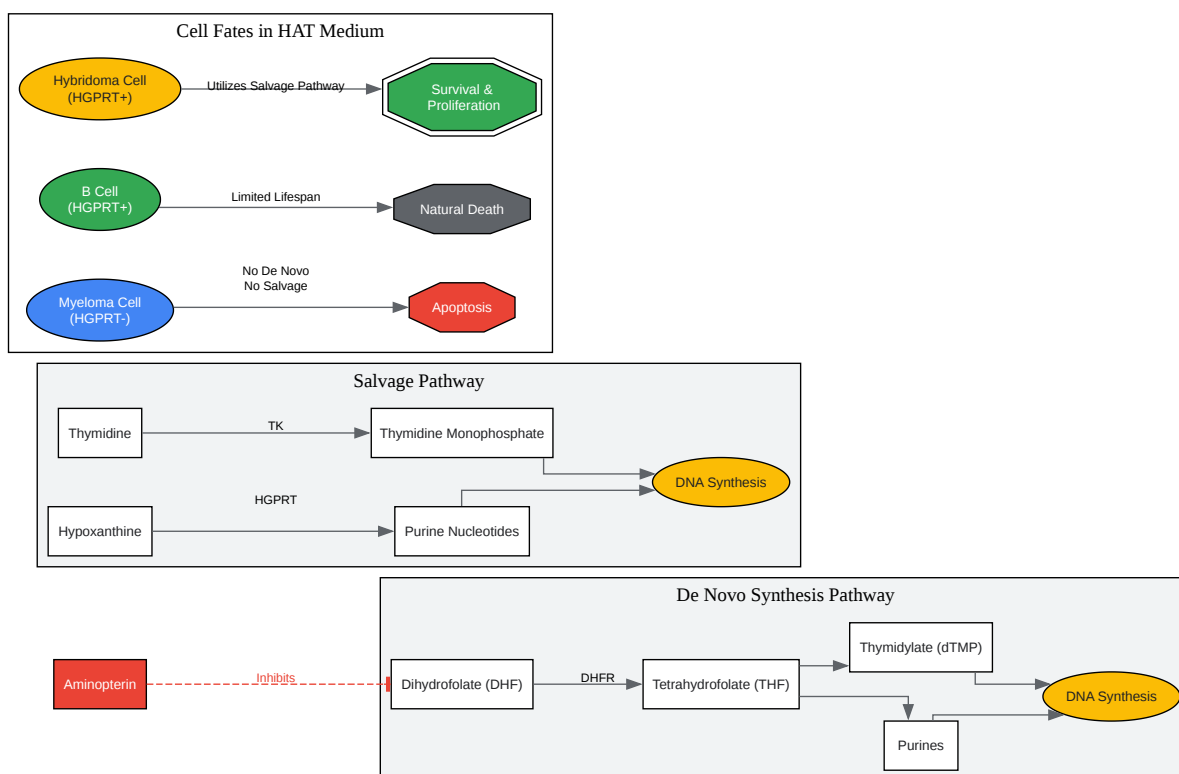 Cell Fates in HAT Medium
Hybridoma Cell
(HGPRT+)
Utilizes Salvage Pathway
Survival &
Proliferation
B Cell
(HGPRT+)
Limited Lifespan
Natural Death
No De Novo
No Salvage
Myeloma Cell
(HGPRT-)
Apoptosis
Salvage Pathway
Thymidine
TK
Thymidine Monophosphate
DNA Synthesis
HGPRT
Hypoxanthine
Purine Nucleotides
De Novo Synthesis Pathway
Thymidylate (dTMP)
Aminopterin
Inhibits
Dihydrofolate (DHF)
DHFR
Tetrahydrofolate (THF)
DNA Synthesis
Purines